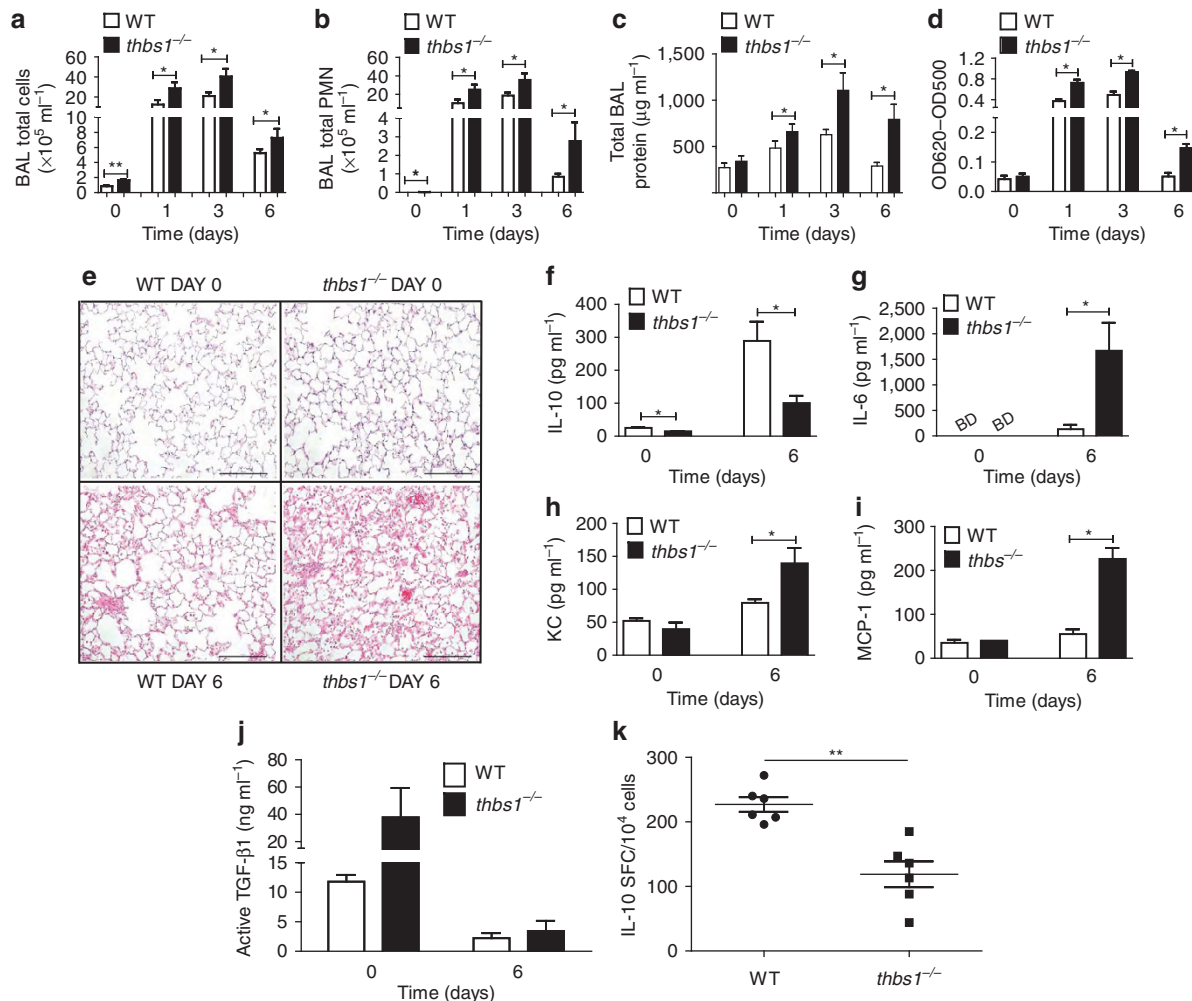 a
WT
thbs1–/–
BAL total cells
(×10⁵ ml⁻¹)
60
40
20
8
6
4
2
0
**
*
*
*
0 1 3 6
Time (days)
b
WT
thbs1–/–
BAL total PMN
(×10⁵ ml⁻¹)
60
40
20
4
3
2
1
0
*
*
*
*
0 1 3 6
Time (days)
c
WT
thbs1–/–
Total BAL
protein (µg ml⁻¹)
1,500
1,000
500
*
*
*
0 1 3 6
Time (days)
d
WT
thbs1–/–
OD620–OD500
1.4
0.9
0.4
0.2
0.1
0.0
*
*
*
0 1 3 6
Time (days)
e
WT DAY 0 thbs1–/– DAY 0
WT DAY 6 thbs1–/– DAY 6
f
WT
thbs1–/–
IL-10 (pg ml⁻¹)
400
300
200
100
0
*
*
0 6
Time (days)
g
WT
thbs1–/–
IL-6 (pg ml⁻¹)
2,500
2,000
1,500
1,000
500
0
BD BD
*
0 6
Time (days)
h
WT
thbs1–/–
KC (pg ml⁻¹)
200
150
100
50
0
*
0 6
Time (days)
i
WT
thbs–/–
MCP-1 (pg ml⁻¹)
300
200
100
0
*
0 6
Time (days)
j
WT
thbs1–/–
Active TGF-β1 (ng ml⁻¹)
80
60
40
20
15
10
5
0
0 6
Time (days)
k
IL-10 SFC/10⁴ cells
300
200
100
0
**
WT thbs1–/–